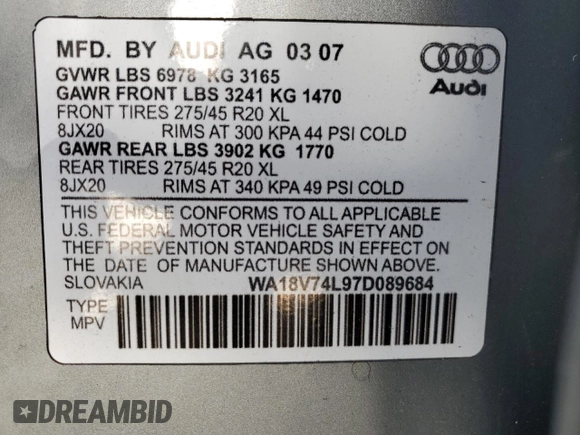 MFD. BY AUDI AG 03 07
GVWR LBS 6978 KG 3165
GAWR FRONT LBS 3241 KG 1470
FRONT TIRES 275/45 R20 XL
8JX20 RIMS AT 300 KPA 44 PSI COLD
GAWR REAR LBS 3902 KG 1770
REAR TIRES 275/45 R20 XL
8JX20 RIMS AT 340 KPA 49 PSI COLD
Audi
THIS VEHICLE CONFORMS TO ALL APPLICABLE
U.S. FEDERAL MOTOR VEHICLE SAFETY AND
THEFT PREVENTION STANDARDS IN EFFECT ON
THE DATE OF MANUFACTURE SHOWN ABOVE.
SLOVAKIA WA18V74L97D089684
TYPE
MPV
DREAMBID